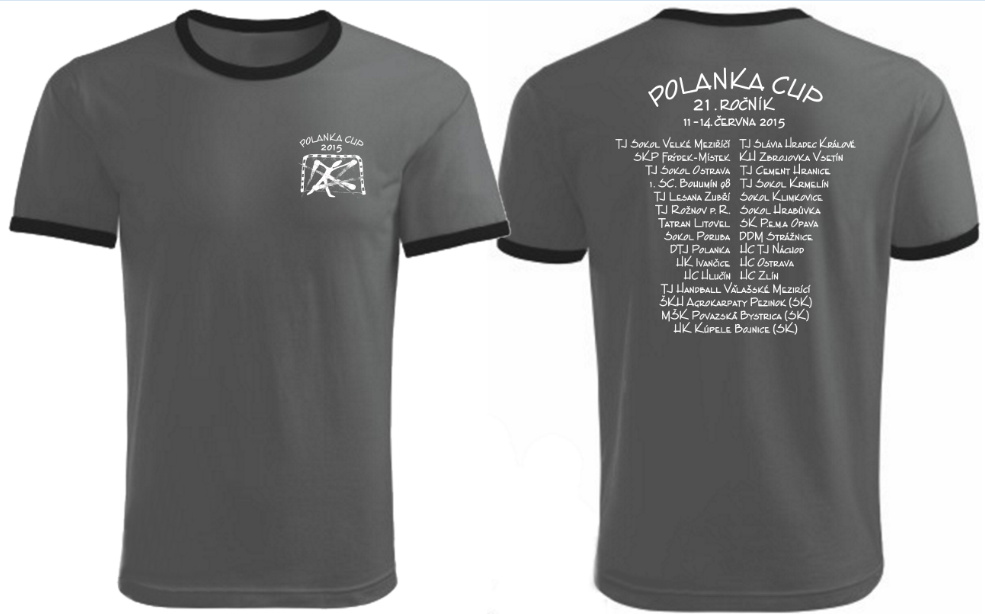 POLANKA CUP
2015
POLANKA CUP
21. ROČNÍK
11-14. ČERVNA 2015
TJ SOKOL VELKÉ MEZIŘÍČÍ TJ SLÁVIA HRADEC KRÁLOVÉ
SKP FRÝDEK-MÍSTEK KH ZBROJOVKA VSETÍN
TJ SOKOL OSTRAVA TJ CEMENT HRANICE
1. SC. BOHUMÍN 98 TJ SOKOL KRMELÍN
TJ LESANA ZUBŘÍ SOKOL KLIMKOVICE
TJ ROŽNOV P. R. SOKOL HRABŮVKA
TATRAN LITOVEL SK P.E.M.A OPAVA
SOKOL PORUBA DDM STRÁŽNICE
DTJ POLANKA HC TJ NÁCHOD
HK IVANČICE HC OSTRAVA
HC HLUČÍN HC ZLÍN
TJ HANDBALL VALAŠSKÉ MEZIŘÍČÍ
ŠKH AGROKARPATY PEZINOK (SK)
MŠK POVAZSKÁ BYSTRICA (SK)
HK KÚPELE BOJNICE (SK)